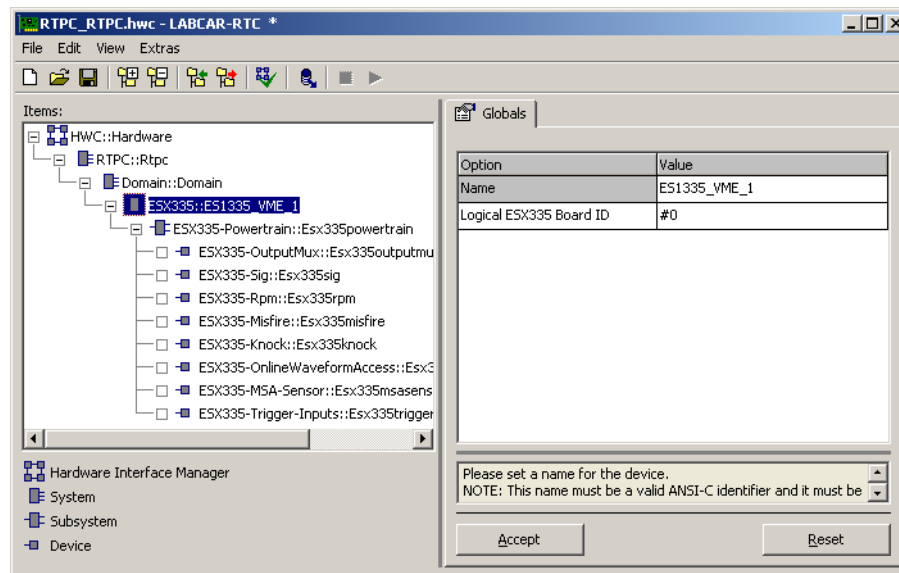 RTPC_RTPC.hwc - LABCAR-RTC *
File Edit View Extras
Items:
HWC::Hardware
RTPC::Rtpc
Domain::Domain
ESX335::ES1335_VME_1
ESX335-Powertrain::Esx335powertrain
ESX335-OutputMux::Esx335outputmu
ESX335-Sig::Esx335sig
ESX335-Rpm::Esx335rpm
ESX335-Misfire::Esx335misfire
ESX335-Knock::Esx335knock
ESX335-OnlineWaveformAccess::Esx3
ESX335-MSA-Sensor::Esx335msasens
ESX335-Trigger-Inputs::Esx335trigger
Hardware Interface Manager
System
Subsystem
Device
Globals
Option Value
Name ES1335_VME_1
Logical ESX335 Board ID #0
Please set a name for the device.
NOTE: This name must be a valid ANSI-C identifier and it must be
Accept Reset